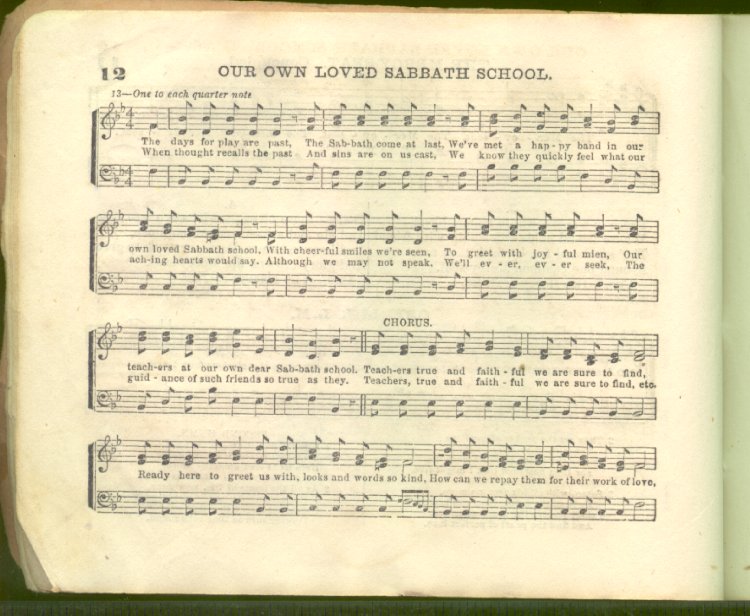 12
OUR OWN LOVED SABBATH SCHOOL.
13—One to each quarter note
The days for play are past, The Sab-bath come at last, We've met a hap-py band in our
When thought recalls the past And sins are on us cast, We know they quickly feel what our
own loved Sabbath school. With cheer-ful smiles we're seen, To greet with joy-ful mien, Our
ach-ing hearts would say. Although we may not speak. We'll ev-er, ev-er seek, The
CHORUS.
teach-ers at our own dear Sab-bath school. Teach-ers true and faith-ful we are sure to find,
guid-ance of such friends so true as they. Teachers, true and faith-ful we are sure to find, etc.
Ready here to greet us with, looks and words so kind, How can we repay them for their work of love,